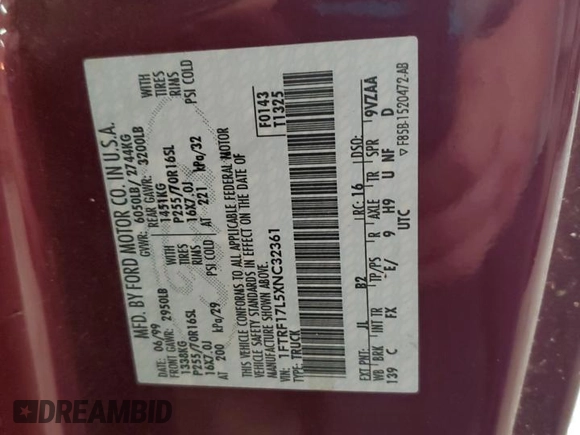 MFD. BY FORD MOTOR CO. IN U.S.A.
DATE: 06/99 GVWR: 6050LB/ 2744KG
FRONT GAWR: 2950LB REAR GAWR: 3200LB
1338KG WITH 1451KG WITH
P255/70R16SL TIRES P255/70R16SL TIRES
16X7.0J RIMS 16X7.0J RIMS
AT 200 kPa/29 PSI COLD AT 221 kPa/32 PSI COLD
THIS VEHICLE CONFORMS TO ALL APPLICABLE FEDERAL MOTOR
VEHICLE SAFETY STANDARDS IN EFFECT ON THE DATE OF
MANUFACTURE SHOWN ABOVE.
VIN: 1FTRF17L5XNC32361
TYPE: TRUCK
F0143
T1325
EXT PNT: JL B2 RC: 16 DSO:
WB BRK INT TR TP/PS R AXLE TR SPR 9VZAA
139 C FX E/ 9 H9 U NF D
UTC
▽ F85B-1520472-AB
DREAMBID